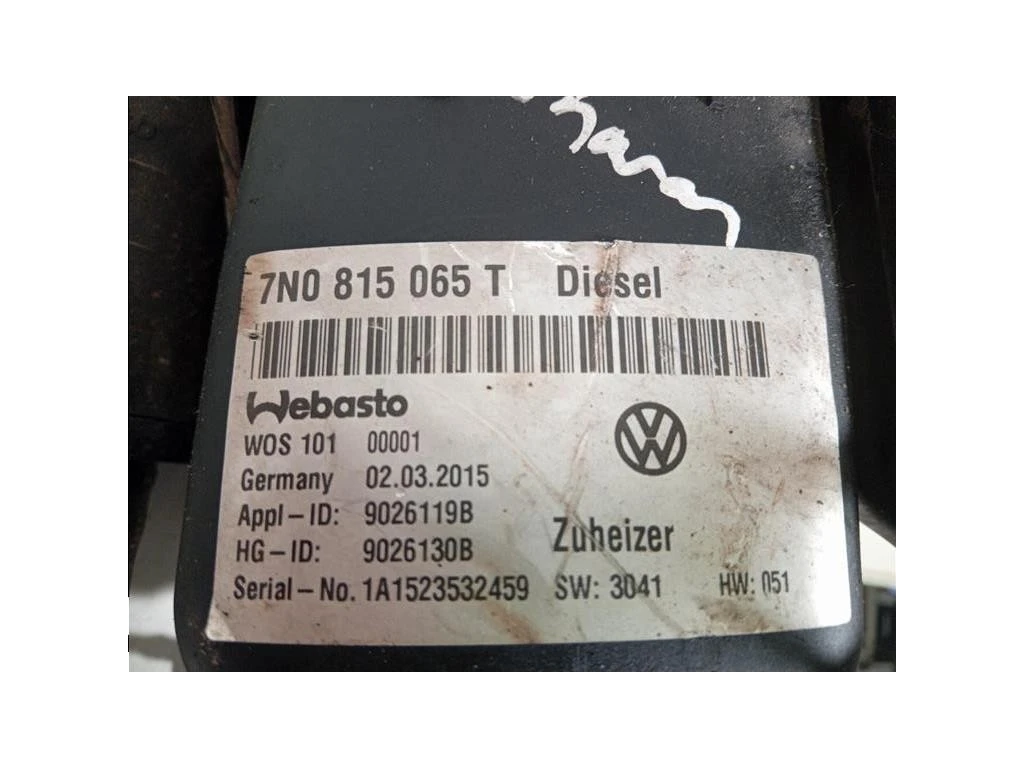 7N0 815 065 T Diesel
Webasto
WOS 101 00001
Germany 02.03.2015
Appl-ID: 9026119B
HG-ID: 9026130B Zuheizer
Serial-No. 1A1523532459 SW: 3041 HW: 051